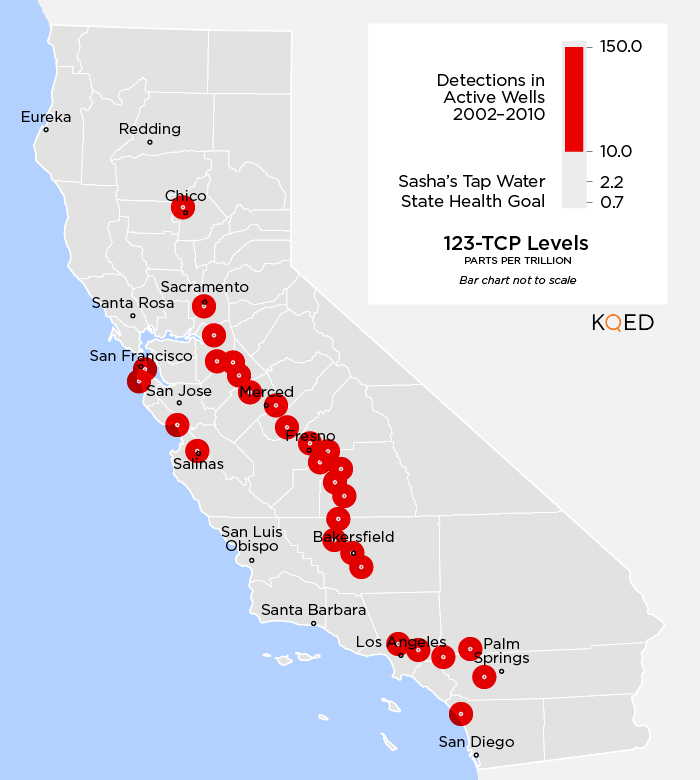 150.0
Detections in
Active Wells
2002–2010
10.0
Sasha's Tap Water
2.2
State Health Goal
0.7
123-TCP Levels
PARTS PER TRILLION
Bar chart not to scale
KQED
Eureka
Redding
Chico
Sacramento
Santa Rosa
San Francisco
San Jose
Merced
Fresno
Salinas
San Luis
Obispo
Bakersfield
Santa Barbara
Los Angeles
Palm
Springs
San Diego